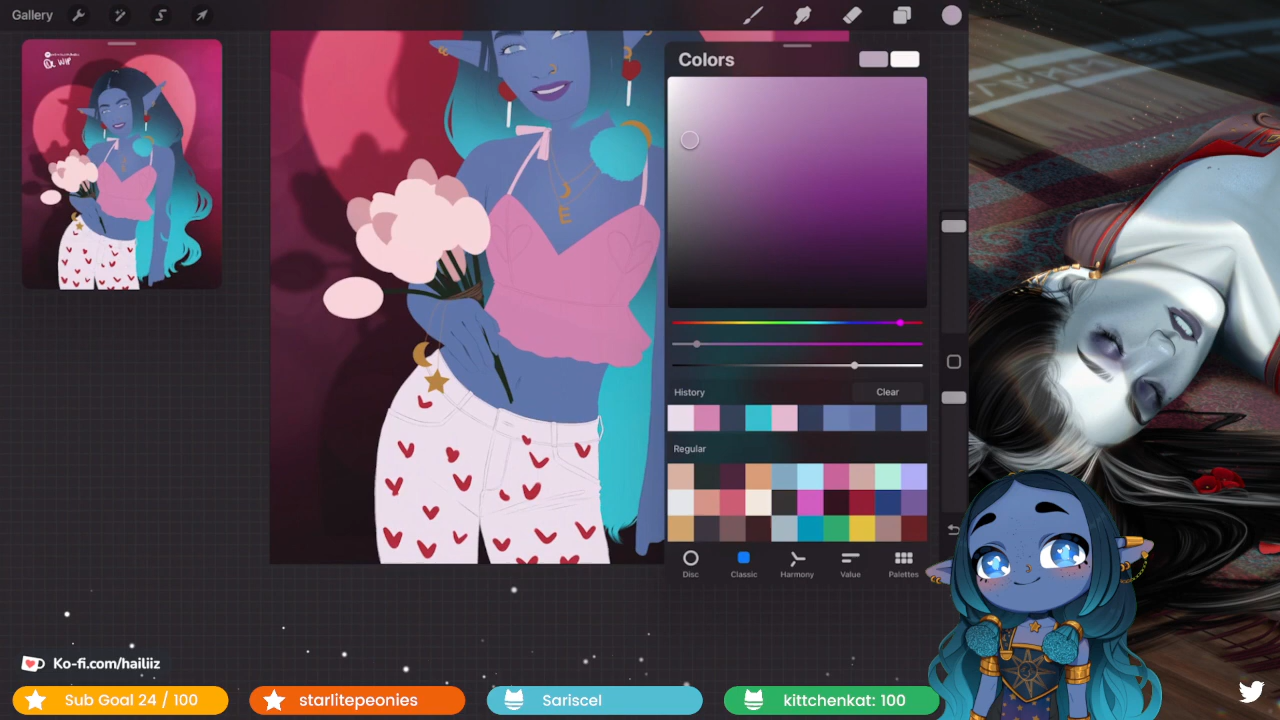 Gallery
Colors
History
Clear
Regular
Disc
Classic
Harmony
Value
Palettes
Ko-fi.com/hailiiz
Sub Goal 24 / 100
starlitepeonies
Sariscel
kittchenkat: 100